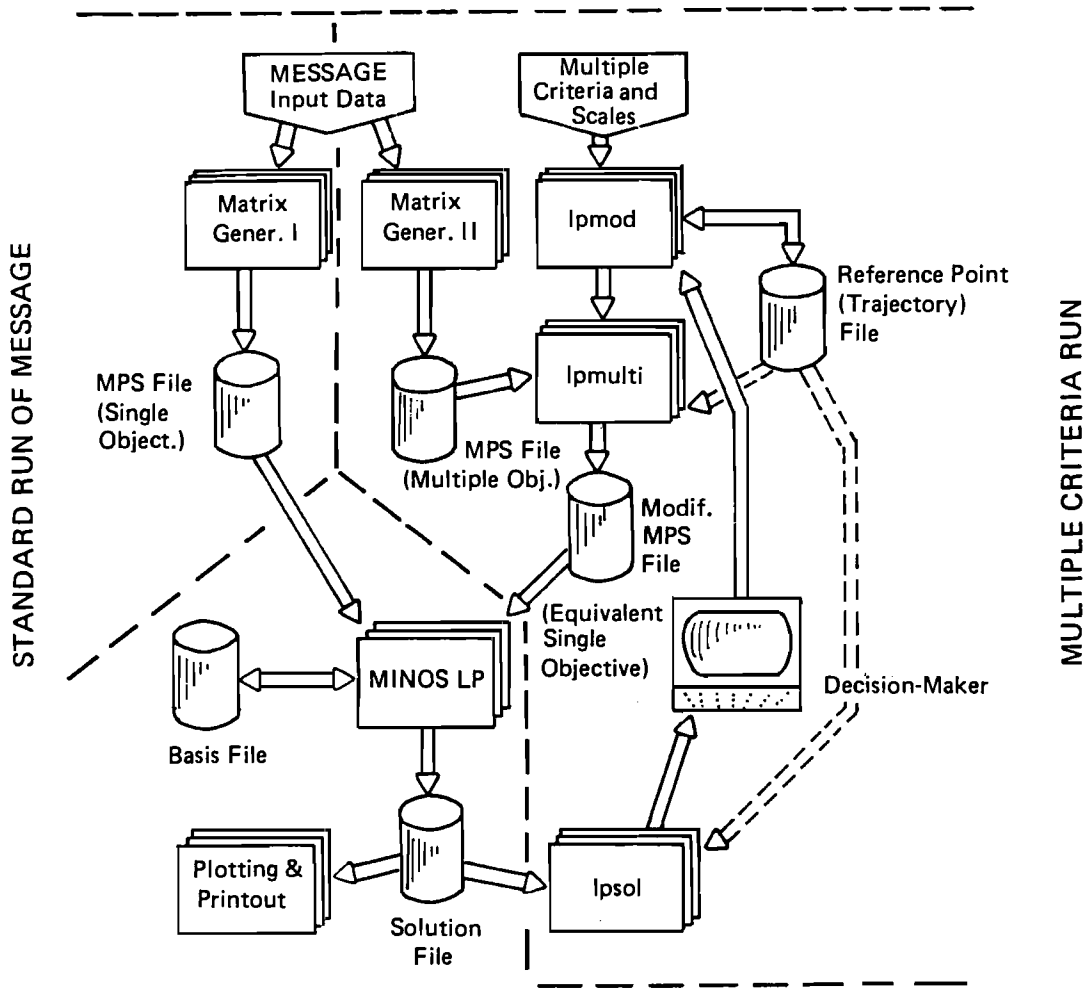 MESSAGE
Input Data
Multiple
Criteria and
Scales
Matrix
Gener. I
Matrix
Gener. II
lpmod
Reference Point
(Trajectory)
File
MPS File
(Single
Object.)
lpmulti
MPS File
(Multiple Obj.)
Modif.
MPS
File
(Equivalent
Single
Objective)
Decision-Maker
MINOS LP
Basis File
Plotting &
Printout
Solution
File
lpsol
STANDARD RUN OF MESSAGE
MULTIPLE CRITERIA RUN